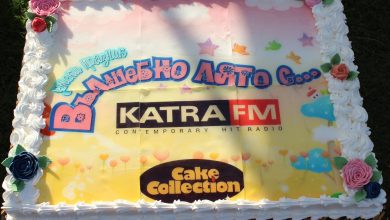 Вълшебно лято с...
KATRA FM
CONTEMPORARY HIT RADIO
Cake
Collection